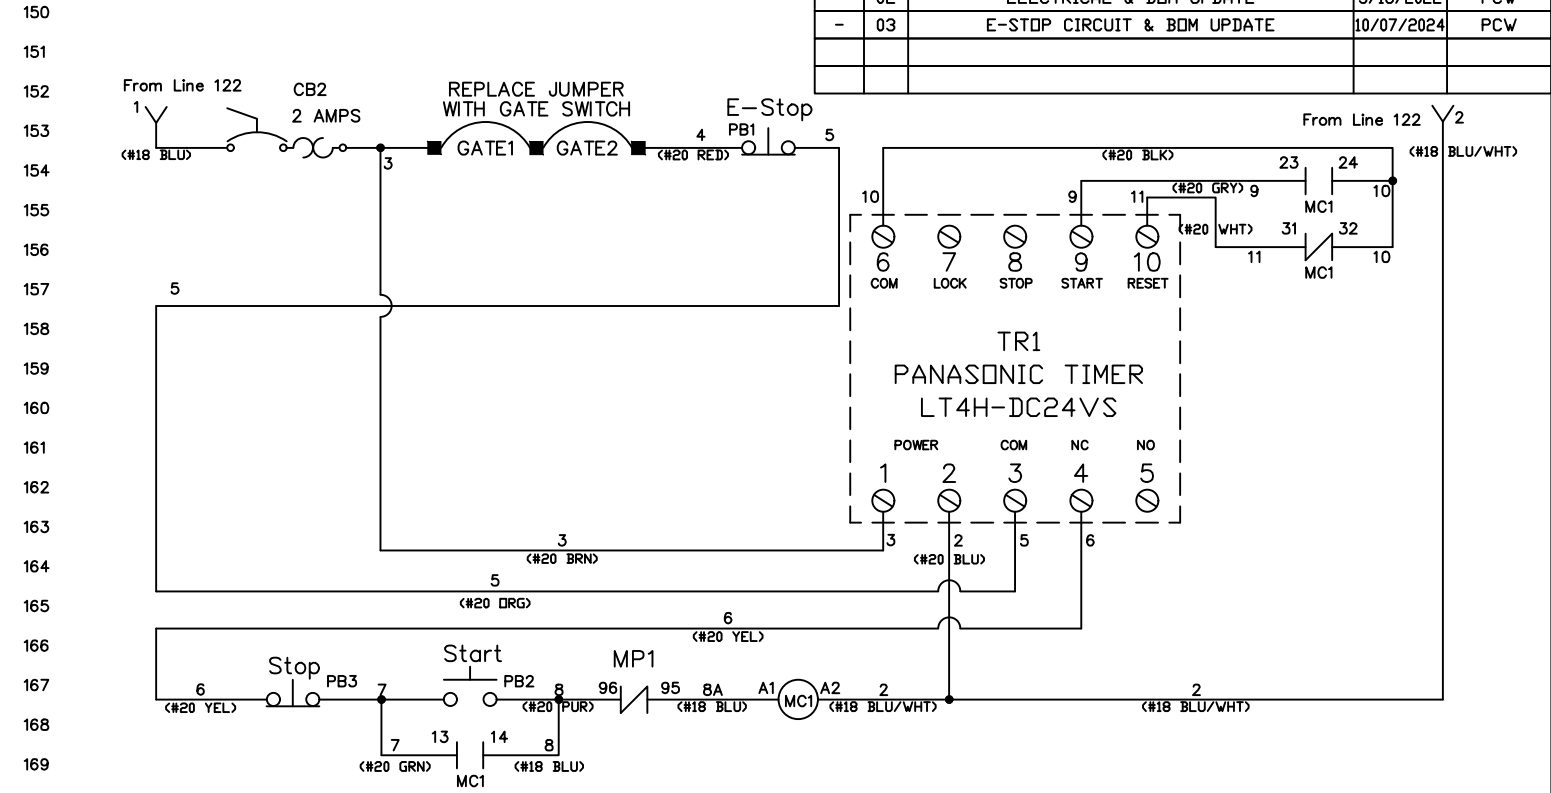 150
151
152
153
154
155
156
157
158
159
160
161
162
163
164
165
166
167
168
169
- 03 E-STOP CIRCUIT & BOM UPDATE 10/07/2024 PCW
From Line 122
1
(#18 BLU)
CB2
2 AMPS
3
REPLACE JUMPER
WITH GATE SWITCH
GATE1 GATE2
4
(#20 RED)
E-Stop
PB1
5
From Line 122 2
(#18 BLU/WHT)
(#20 BLK)
23 24
(#20 GRY) 9
MC1
10
10 9 11
(#20 WHT)
31 32
11
MC1
10
6 7 8 9 10
COM LOCK STOP START RESET
5
TR1
PANASONIC TIMER
LT4H-DC24VS
POWER COM NC NO
1 2 3 4 5
3 2 5 6
(#20 BLU)
3
(#20 BRN)
5
(#20 ORG)
6
(#20 YEL)
6
(#20 YEL)
Stop
PB3
7
Start
PB2
8
(#20 PUR)
MP1
96 95
8A
(#18 BLU)
A1 MC1 A2
2
(#18 BLU/WHT)
2
(#18 BLU/WHT)
7
(#20 GRN)
13 14
MC1
8
(#18 BLU)